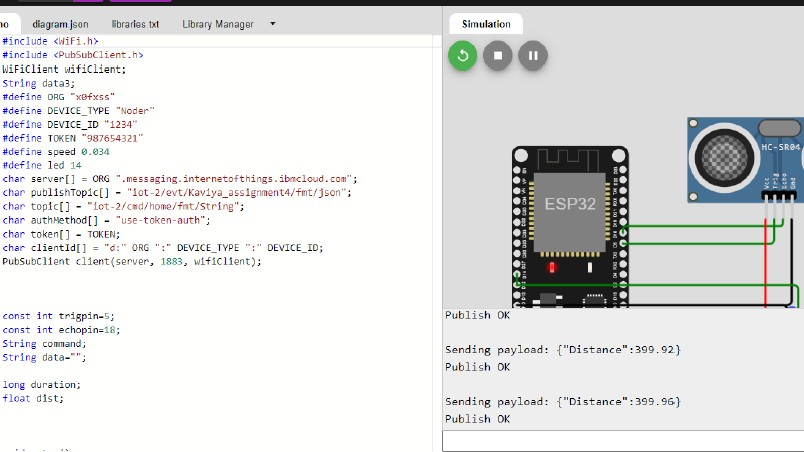 no
diagram.json
libraries.txt
Library Manager
Simulation
#include <WiFi.h>
#include <PubSubClient.h>
WiFiClient wifiClient;
String data3;
#define ORG "x0fxss"
#define DEVICE_TYPE "Noder"
#define DEVICE_ID "1234"
#define TOKEN "987654321"
#define speed 0.034
#define led 14
char server[] = ORG ".messaging.internetofthings.ibmcloud.com";
char publishTopic[] = "iot-2/evt/Kaviya_assignment4/fmt/json";
char topic[] = "iot-2/cmd/home/fmt/String";
char authMethod[] = "use-token-auth";
char token[] = TOKEN;
char clientId[] = "d:" ORG ":" DEVICE_TYPE ":" DEVICE_ID;
PubSubClient client(server, 1883, wifiClient);
const int trigpin=5;
const int echopin=18;
String command;
String data="";
long duration;
float dist;
ESP32
HC-SR04
Vcc
Trig
Echo
Gnd
Publish OK
Sending payload: {"Distance":399.92}
Publish OK
Sending payload: {"Distance":399.96}
Publish OK